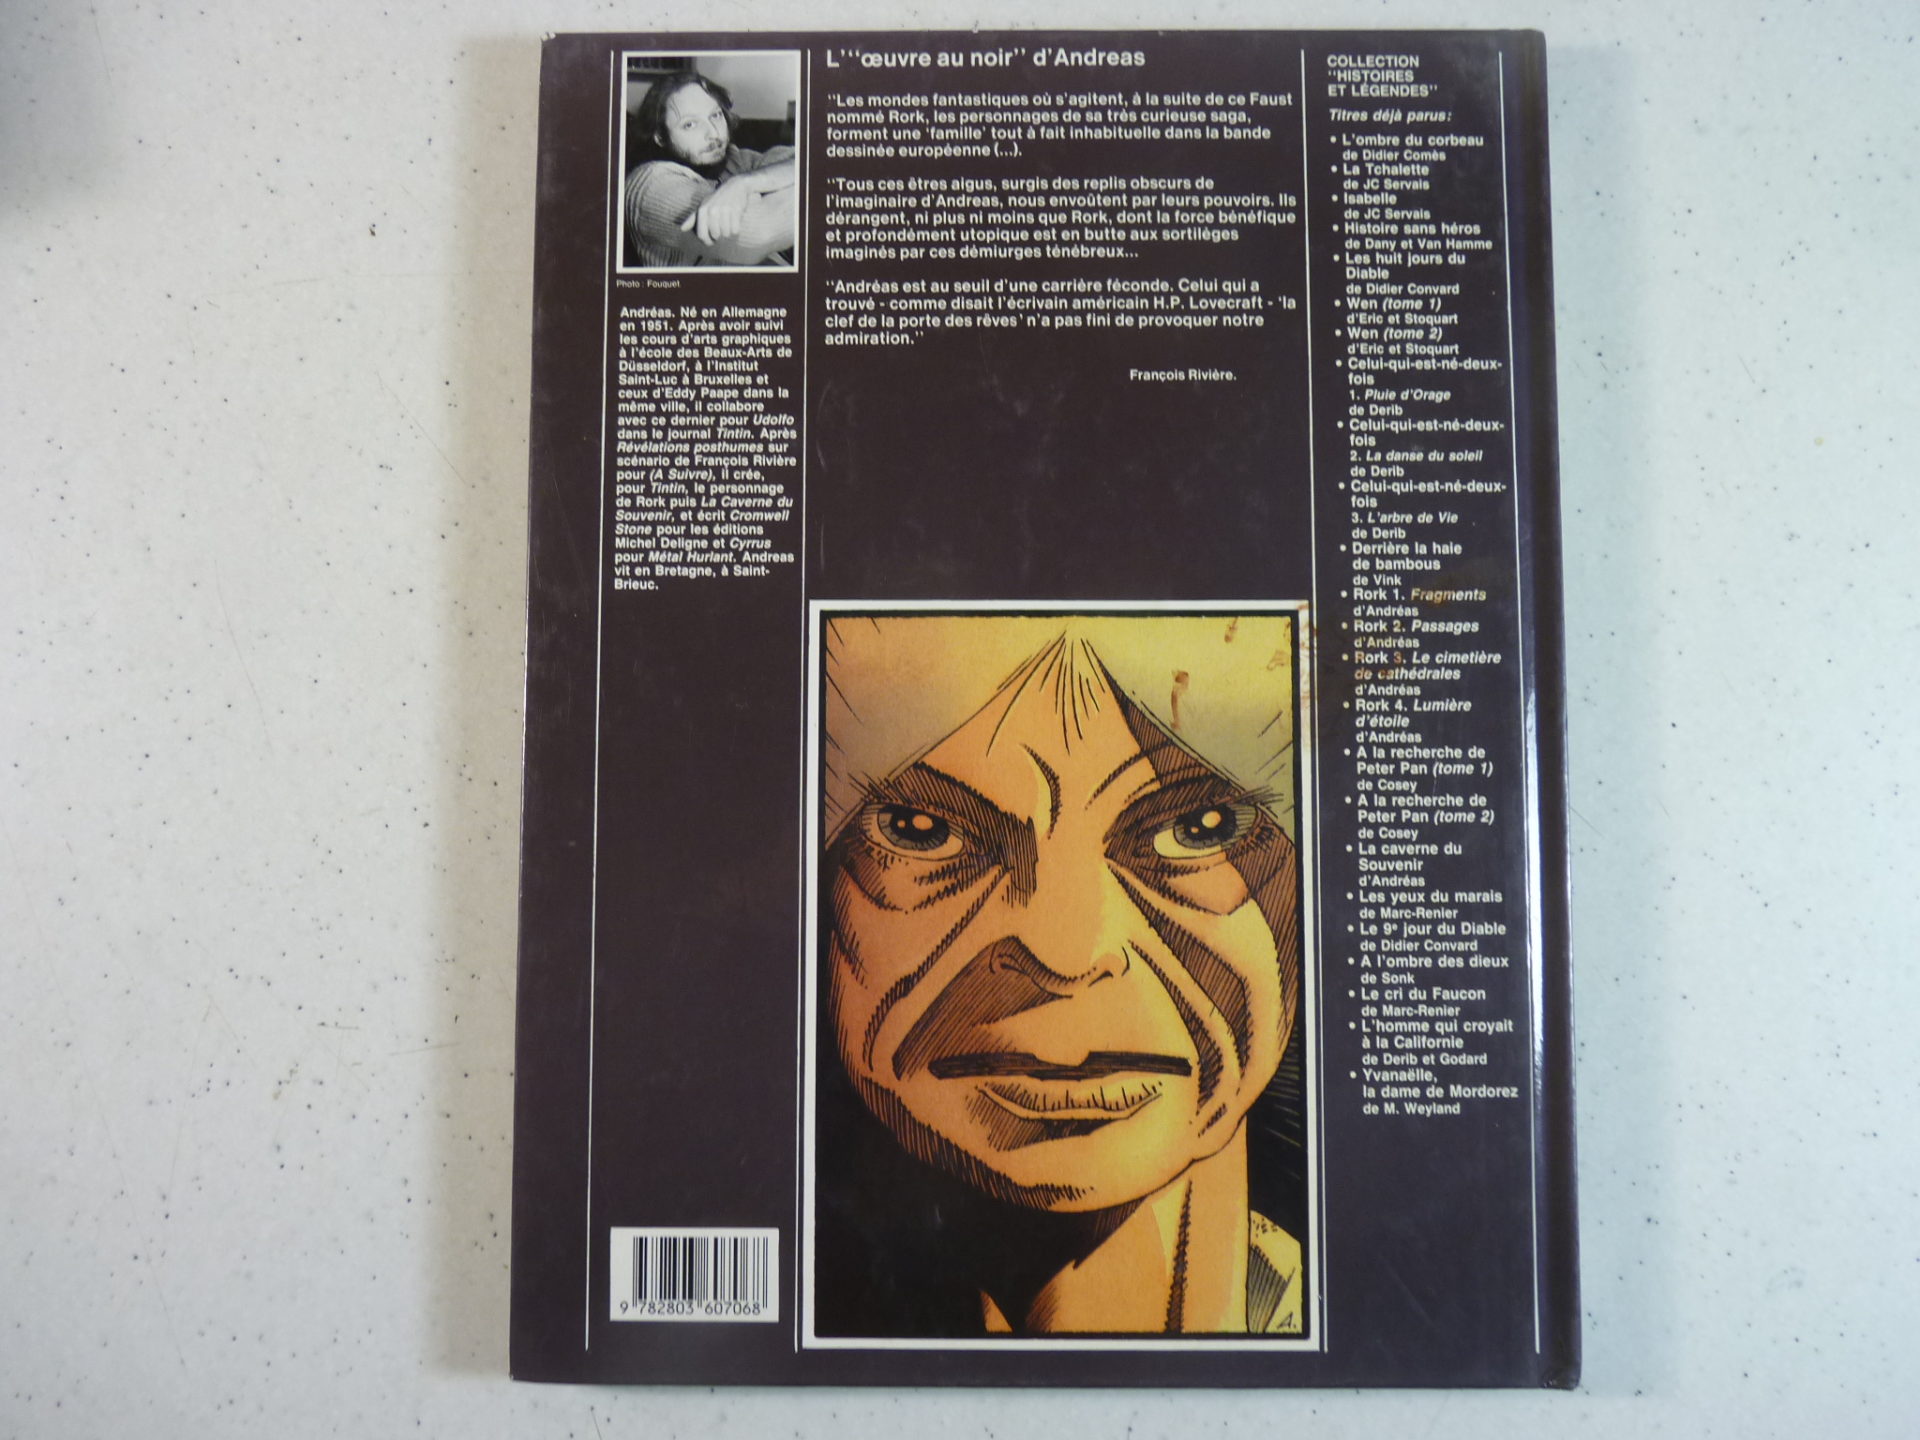 Photo : Fouquet
Andréas. Né en Allemagne
en 1951. Après avoir suivi
les cours d'arts graphiques
à l'école des Beaux-Arts de
Düsseldorf, à l'Institut
Saint-Luc à Bruxelles et
ceux d'Eddy Paape dans la
même ville, il collabore
avec ce dernier pour Udolfo
dans le journal Tintin. Après
Révélations posthumes sur
scénario de François Rivière
pour (A Suivre), il crée,
pour Tintin, le personnage
de Rork puis La Caverne du
Souvenir, et écrit Cromwell
Stone pour les éditions
Michel Deligne et Cyrrus
pour Métal Hurlant. Andreas
vit en Bretagne, à Saint-
Brieuc.
9 782803 607068
L'"œuvre au noir" d'Andreas
"Les mondes fantastiques où s'agitent, à la suite de ce Faust
nommé Rork, les personnages de sa très curieuse saga,
forment une 'famille' tout à fait inhabituelle dans la bande
dessinée européenne (...).
"Tous ces êtres aigus, surgis des replis obscurs de
l'imaginaire d'Andreas, nous envoûtent par leurs pouvoirs. Ils
dérangent, ni plus ni moins que Rork, dont la force bénéfique
et profondément utopique est en butte aux sortilèges
imaginés par ces démiurges ténébreux...
"Andréas est au seuil d'une carrière féconde. Celui qui a
trouvé - comme disait l'écrivain américain H.P. Lovecraft - 'la
clef de la porte des rêves' n'a pas fini de provoquer notre
admiration."
François Rivière.
A.
COLLECTION
"HISTOIRES
ET LÉGENDES"
Titres déjà parus:
• L'ombre du corbeau
de Didier Comès
• La Tchalette
de JC Servais
• Isabelle
de JC Servais
• Histoire sans héros
de Dany et Van Hamme
• Les huit jours du
Diable
de Didier Convard
• Wen (tome 1)
d'Eric et Stoquart
• Wen (tome 2)
d'Eric et Stoquart
• Celui-qui-est-né-deux-
fois
1. Pluie d'Orage
de Derib
• Celui-qui-est-né-deux-
fois
2. La danse du soleil
de Derib
• Celui-qui-est-né-deux-
fois
3. L'arbre de Vie
de Derib
• Derrière la haie
de bambous
de Vink
• Rork 1. Fragments
d'Andréas
• Rork 2. Passages
d'Andréas
• Rork 3. Le cimetière
de cathédrales
d'Andréas
• Rork 4. Lumière
d'étoile
d'Andréas
• A la recherche de
Peter Pan (tome 1)
de Cosey
• A la recherche de
Peter Pan (tome 2)
de Cosey
• La caverne du
Souvenir
d'Andréas
• Les yeux du marais
de Marc-Renier
• Le 9e jour du Diable
de Didier Convard
• A l'ombre des dieux
de Sonk
• Le cri du Faucon
de Marc-Renier
• L'homme qui croyait
à la Californie
de Derib et Godard
• Yvanaëlle,
la dame de Mordorez
de M. Weyland